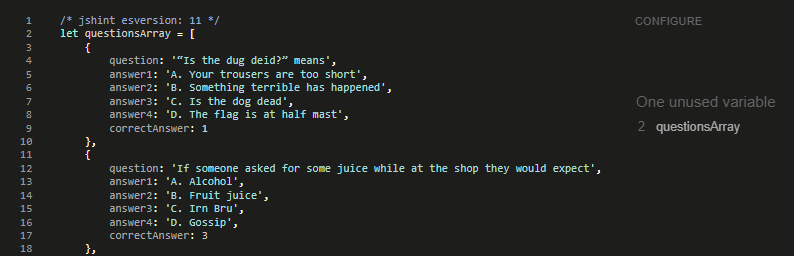 1 /* jshint esversion: 11 */
2 let questionsArray = [
3 {
4 question: '“Is the dug deid?” means',
5 answer1: 'A. Your trousers are too short',
6 answer2: 'B. Something terrible has happened',
7 answer3: 'C. Is the dog dead',
8 answer4: 'D. The flag is at half mast',
9 correctAnswer: 1
10 },
11 {
12 question: 'If someone asked for some juice while at the shop they would expect',
13 answer1: 'A. Alcohol',
14 answer2: 'B. Fruit juice',
15 answer3: 'C. Irn Bru',
16 answer4: 'D. Gossip',
17 correctAnswer: 3
18 },
CONFIGURE
One unused variable
2 questionsArray